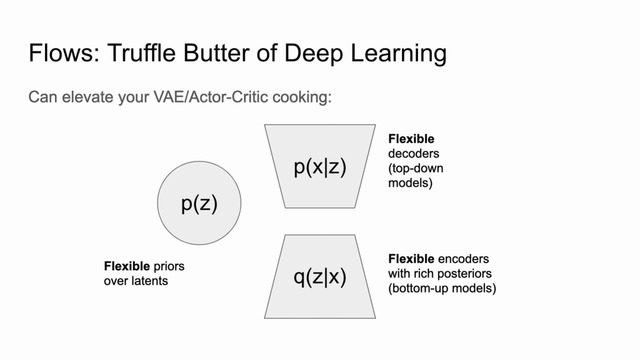 Flows: Truffle Butter of Deep Learning
Can elevate your VAE/Actor-Critic cooking:
p(z)
Flexible priors
over latents
p(x|z)
Flexible
decoders
(top-down
models)
q(z|x)
Flexible encoders
with rich posteriors
(bottom-up models)